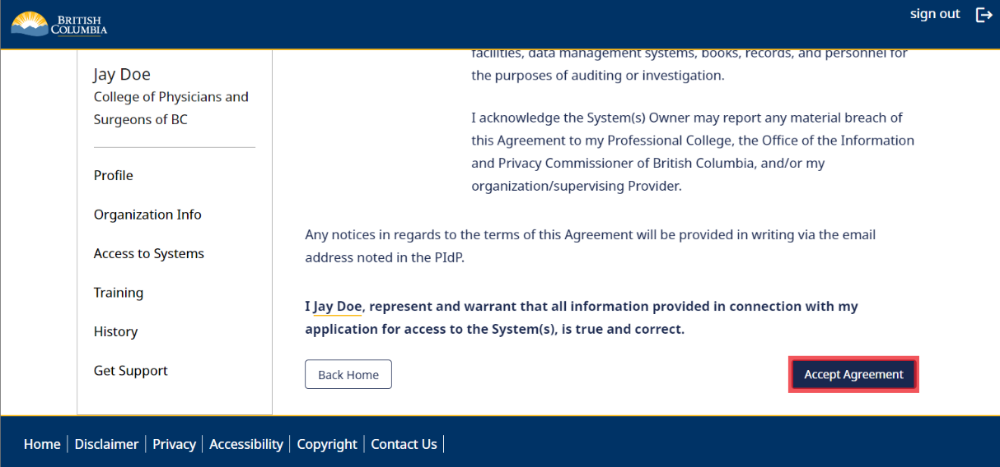 BRITISH
COLUMBIA
sign out
Jay Doe
College of Physicians and
Surgeons of BC
Profile
Organization Info
Access to Systems
Training
History
Get Support
facilities, data management systems, books, records, and personnel for
the purposes of auditing or investigation.
I acknowledge the System(s) Owner may report any material breach of
this Agreement to my Professional College, the Office of the Information
and Privacy Commissioner of British Columbia, and/or my
organization/supervising Provider.
Any notices in regards to the terms of this Agreement will be provided in writing via the email
address noted in the PIdP.
I Jay Doe, represent and warrant that all information provided in connection with my
application for access to the System(s), is true and correct.
Back Home
Accept Agreement
Home Disclaimer Privacy Accessibility Copyright Contact Us